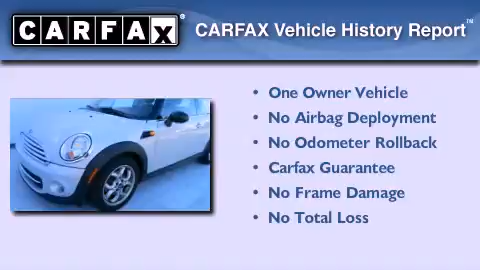 CARFAX® CARFAX Vehicle History Report™
• One Owner Vehicle
• No Airbag Deployment
• No Odometer Rollback
• Carfax Guarantee
• No Frame Damage
• No Total Loss